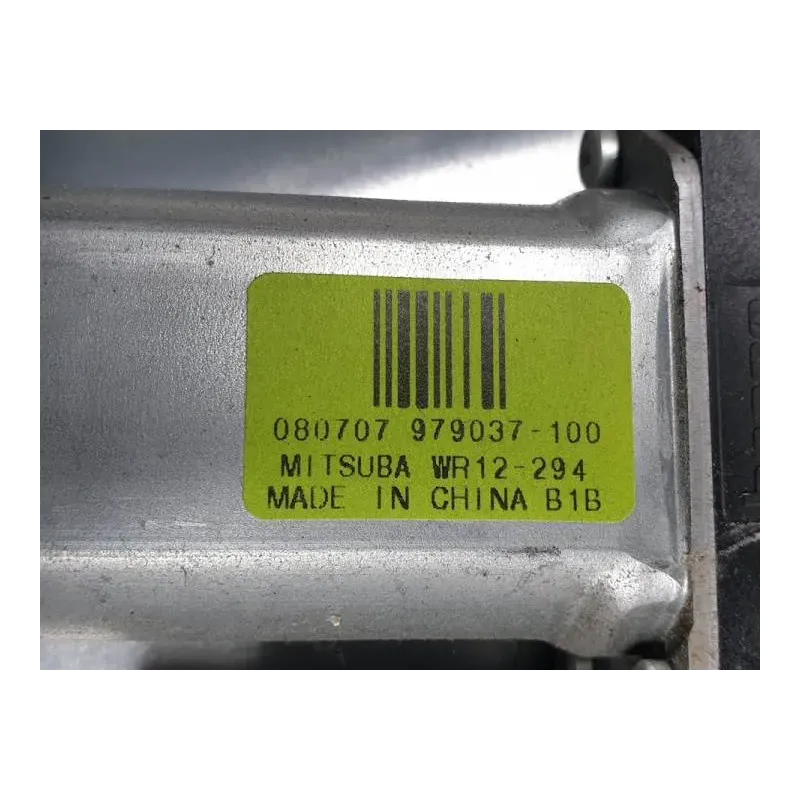 080707 979037-100
MITSUBA WR12-294
MADE IN CHINA B1B